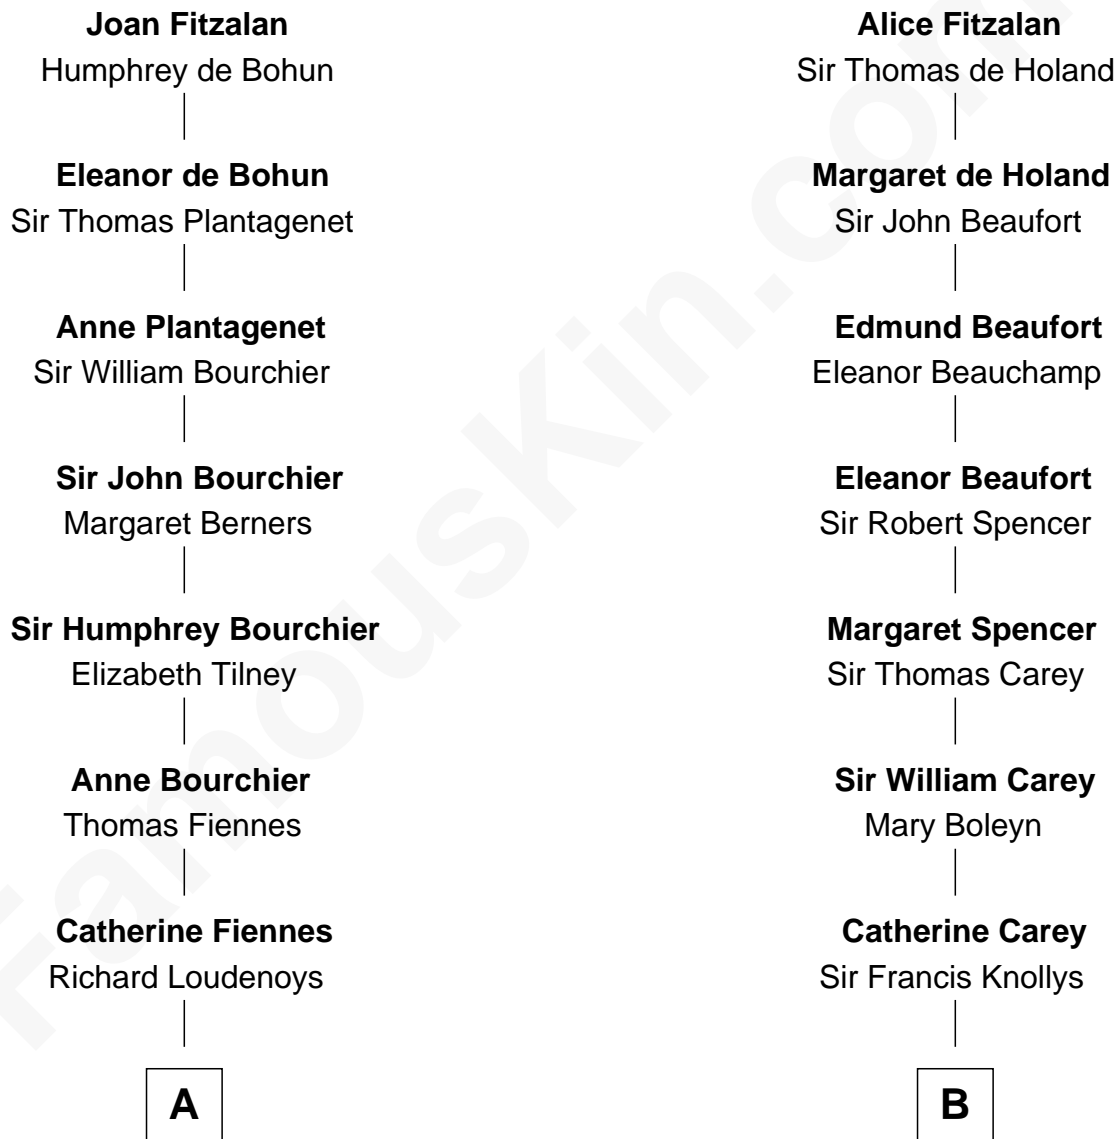 Joan Fitzalan
Humphrey de Bohun
Eleanor de Bohun
Sir Thomas Plantagenet
Anne Plantagenet
Sir William Bourchier
Sir John Bourchier
Margaret Berners
Sir Humphrey Bourchier
Elizabeth Tilney
Anne Bourchier
Thomas Fiennes
Catherine Fiennes
Richard Loudenoys
A
Alice Fitzalan
Sir Thomas de Holand
Margaret de Holand
Sir John Beaufort
Edmund Beaufort
Eleanor Beauchamp
Eleanor Beaufort
Sir Robert Spencer
Margaret Spencer
Sir Thomas Carey
Sir William Carey
Mary Boleyn
Catherine Carey
Sir Francis Knollys
B
FamousKin.com